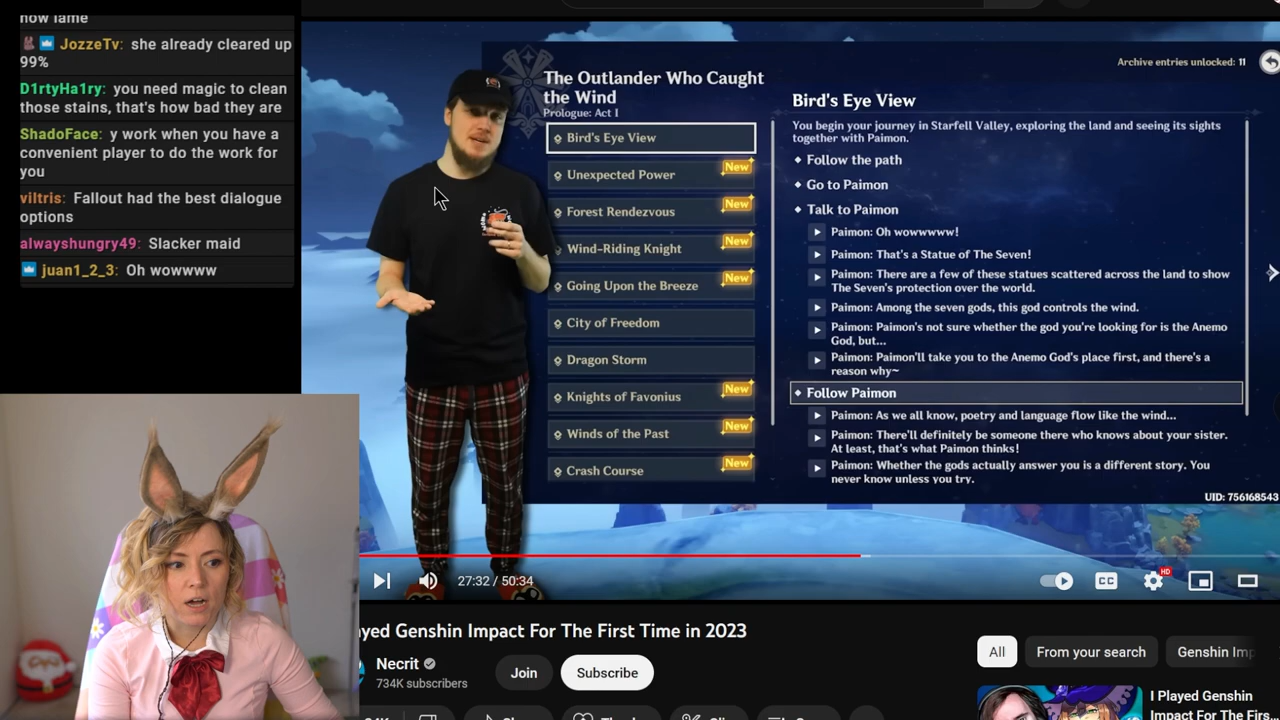 now lame
JozzeTv: she already cleared up
99%
D1rtyHa1ry: you need magic to clean
those stains, that's how bad they are
ShadoFace: y work when you have a
convenient player to do the work for
you
viltris: Fallout had the best dialogue
options
alwayshungry49: Slacker maid
juan1_2_3: Oh wowwww
The Outlander Who Caught
the Wind
Prologue: Act I
Bird's Eye View
Unexpected Power
New
Forest Rendezvous
New
Wind-Riding Knight
New
Going Upon the Breeze
New
City of Freedom
Dragon Storm
Knights of Favonius
New
Winds of the Past
New
Crash Course
New
Archive entries unlocked: 11
Bird's Eye View
You begin your journey in Starfell Valley, exploring the land and seeing its sights
together with Paimon.
Follow the path
Go to Paimon
Talk to Paimon
Paimon: Oh wowwwww!
Paimon: That's a Statue of The Seven!
Paimon: There are a few of these statues scattered across the land to show
The Seven's protection over the world.
Paimon: Among the seven gods, this god controls the wind.
Paimon: Paimon's not sure whether the god you're looking for is the Anemo
God, but...
Paimon: Paimon'll take you to the Anemo God's place first, and there's a
reason why~
Follow Paimon
Paimon: As we all know, poetry and language flow like the wind...
Paimon: There'll definitely be someone there who knows about your sister.
At least, that's what Paimon thinks!
Paimon: Whether the gods actually answer you is a different story. You
never know unless you try.
UID: 756168543
27:32 / 50:34
CC
HD
yed Genshin Impact For The First Time in 2023
Necrit
734K subscribers
Join
Subscribe
All
From your search
Genshin Imp
I Played Genshin
Impact For The Fire